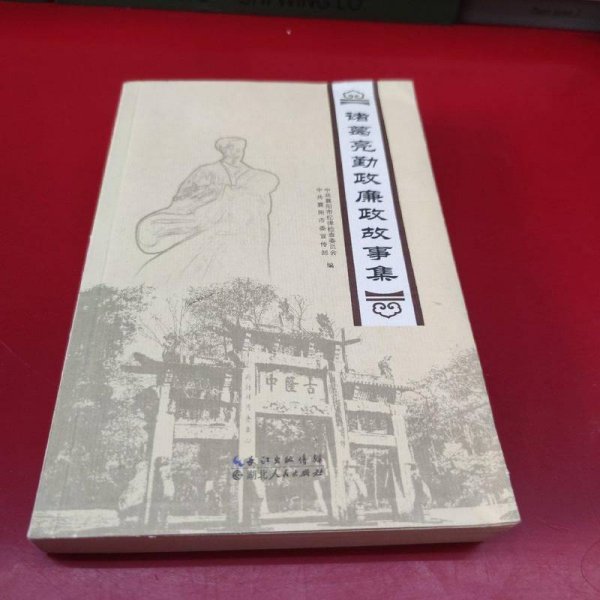 诸葛亮勤政廉政故事集
中共襄阳市纪律检查委员会
中共襄阳市委宣传部
编
古隆中
长江出版传媒
湖北人民出版社